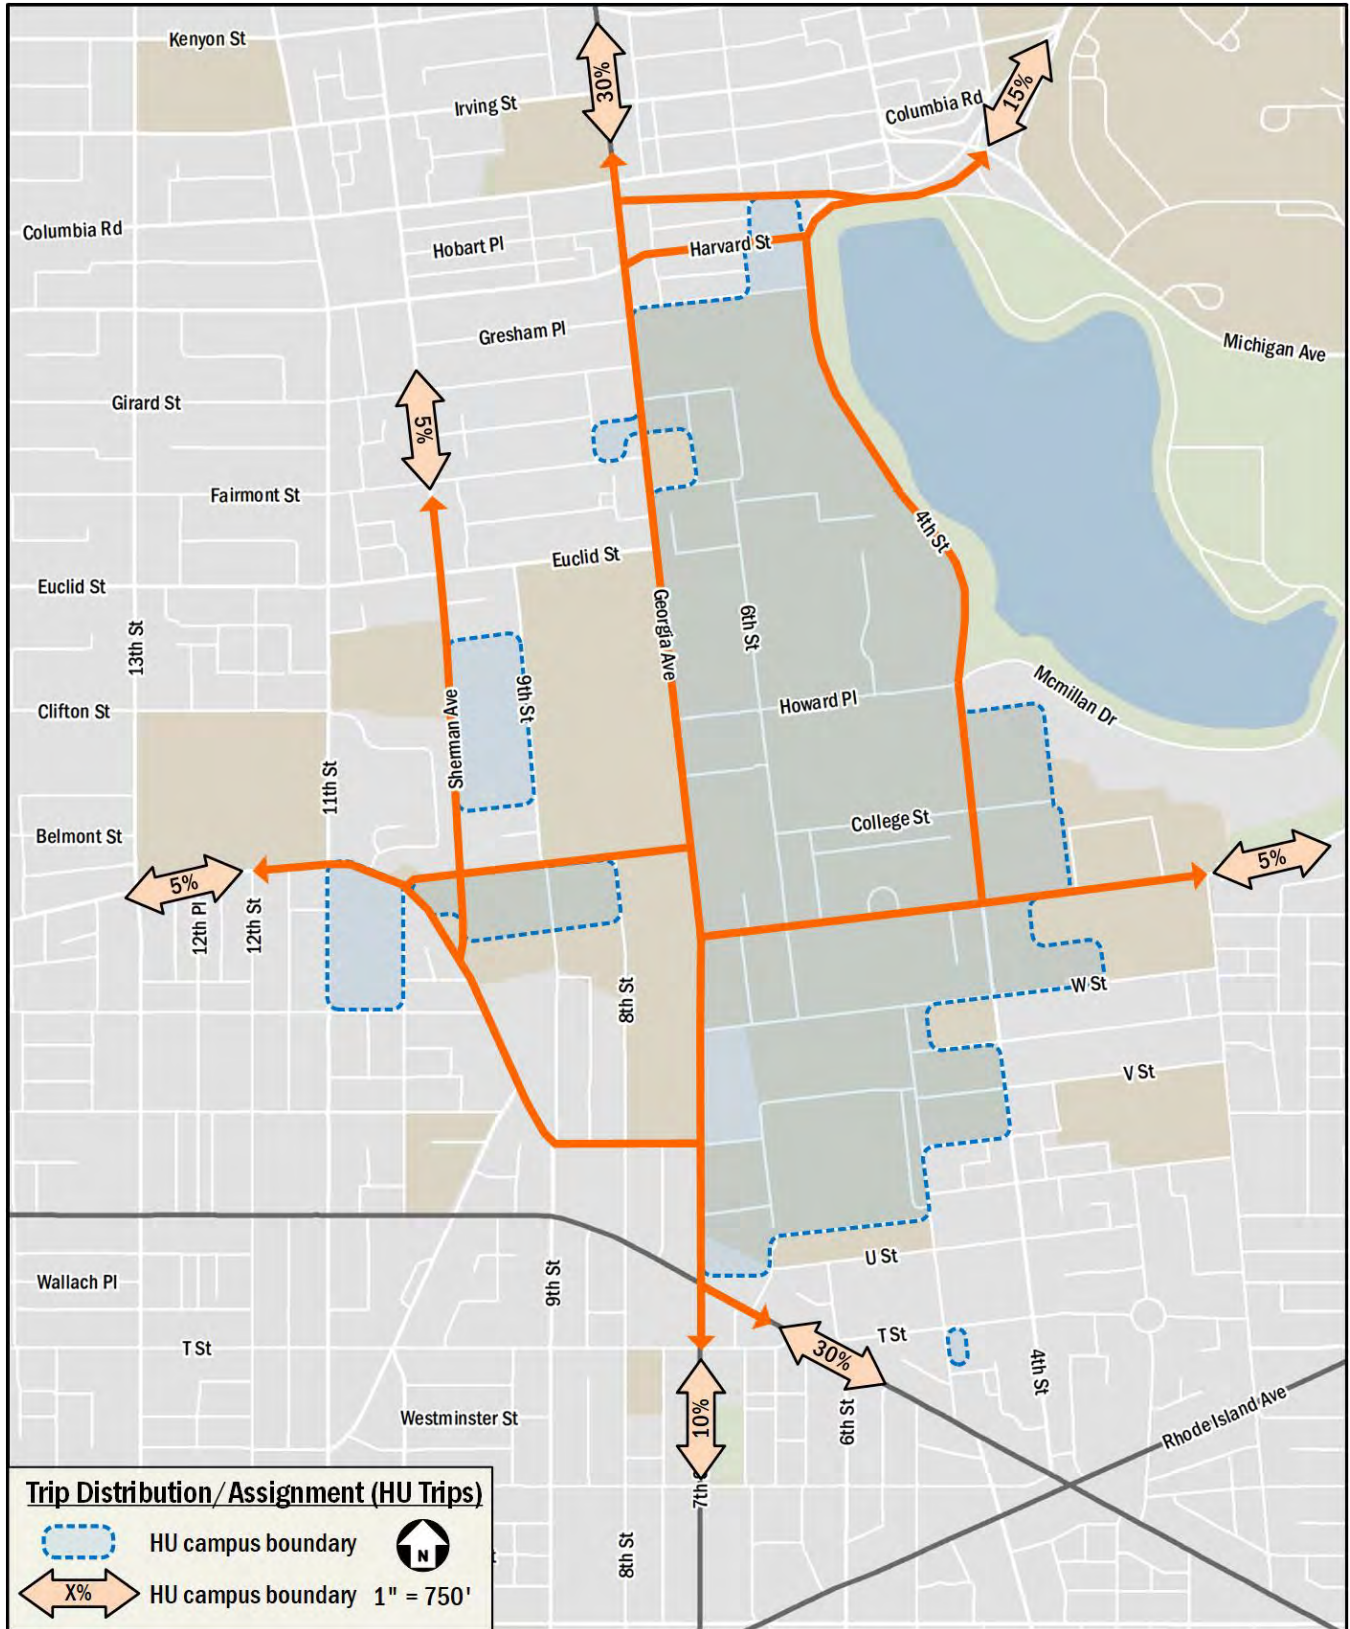 Kenyon St
30%
15%
Irving St
Columbia Rd
Columbia Rd
Hobart Pl
Harvard St
Gresham Pl
Michigan Ave
Girard St
5%
Fairmont St
4th St
Euclid St
Euclid St
Georgia Ave
6th St
13th St
9th St
Howard Pl
Mcmillan Dr
Clifton St
Sherman Ave
11th St
College St
Belmont St
5%
5%
12th Pl
12th St
8th St
W St
V St
U St
Wallach Pl
9th St
T St
T St
30%
4th St
10%
6th St
Westminster St
Rhode Island Ave
7th
8th St
Trip Distribution/Assignment (HU Trips)
HU campus boundary
N
X% HU campus boundary 1" = 750'